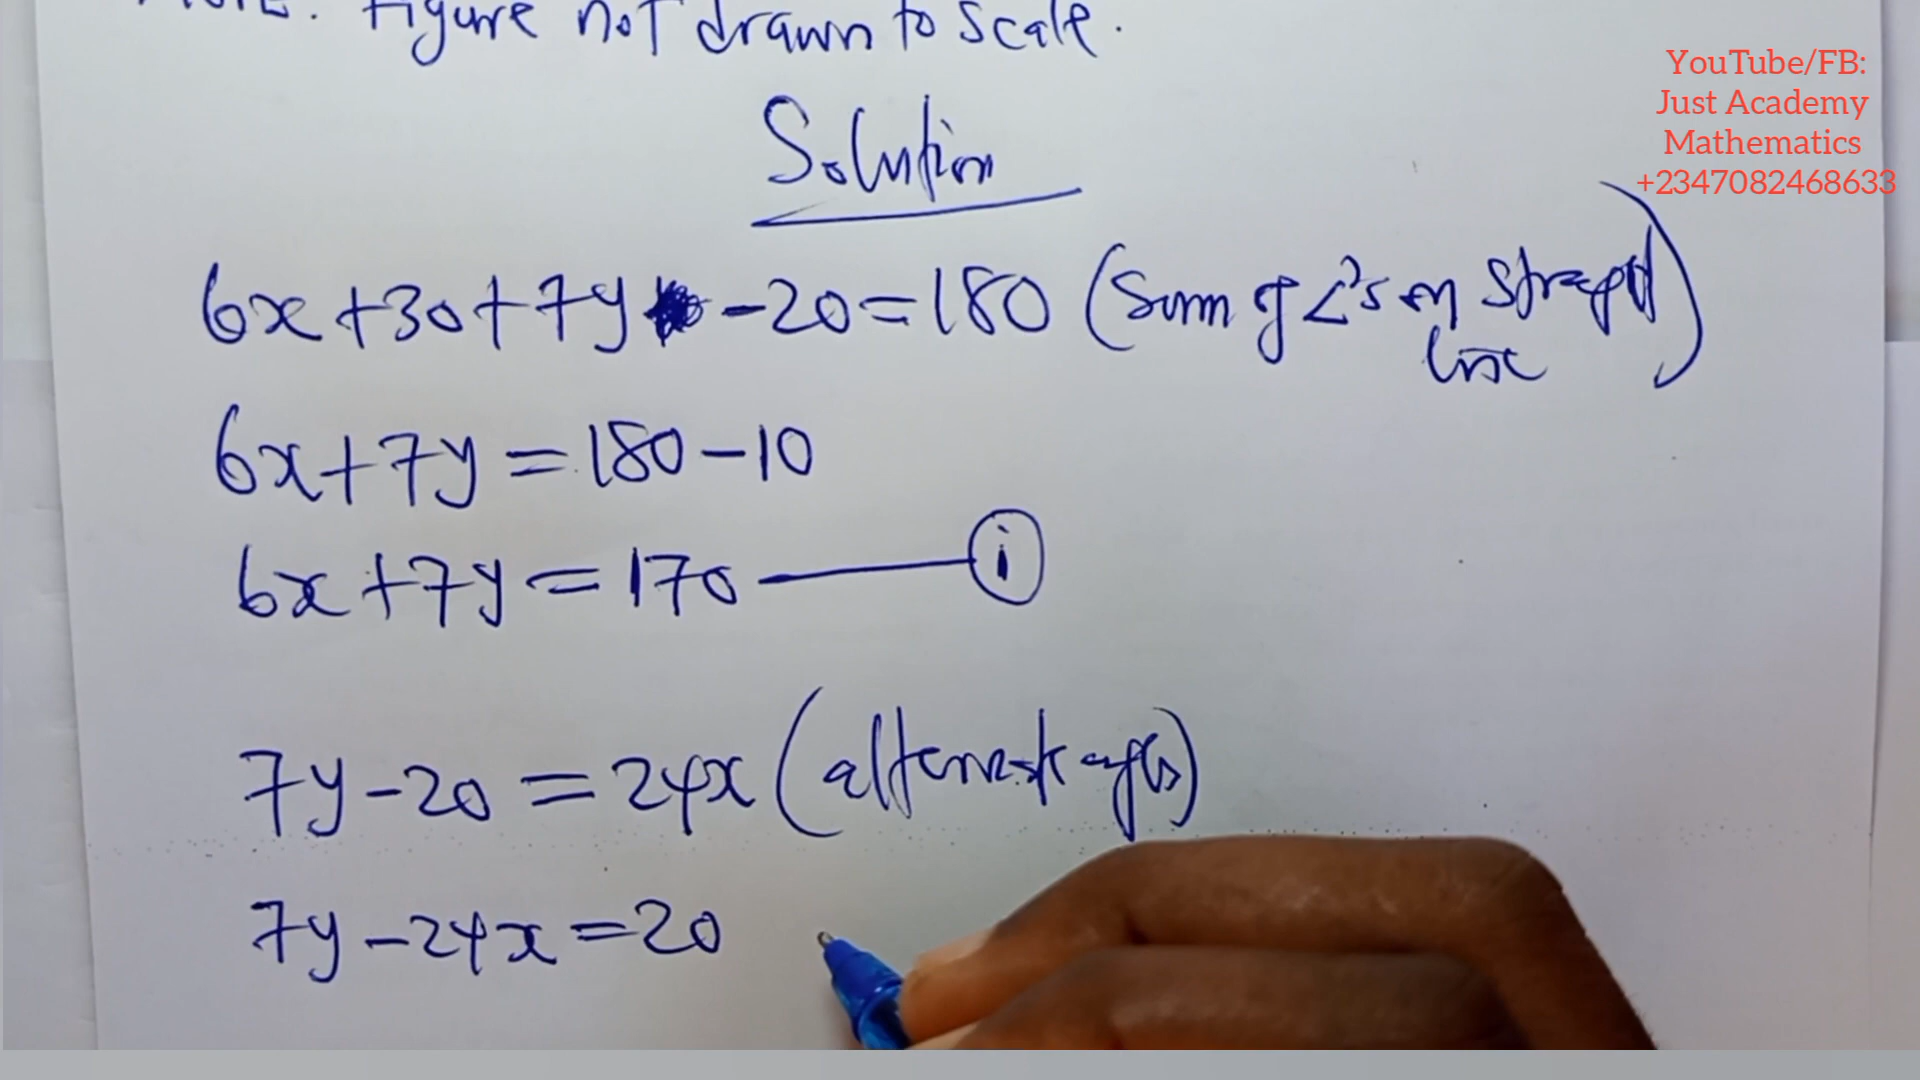 Note: Figure not drawn to scale.
YouTube/FB:
Just Academy
Mathematics
+2347082468633
Solution
6x+30+7y -20=180 (Sum of ∠'s on straight line)
6x+7y=180-10
6x+7y=170 — i
7y-20=24x (alternate angles)
7y-24x=20